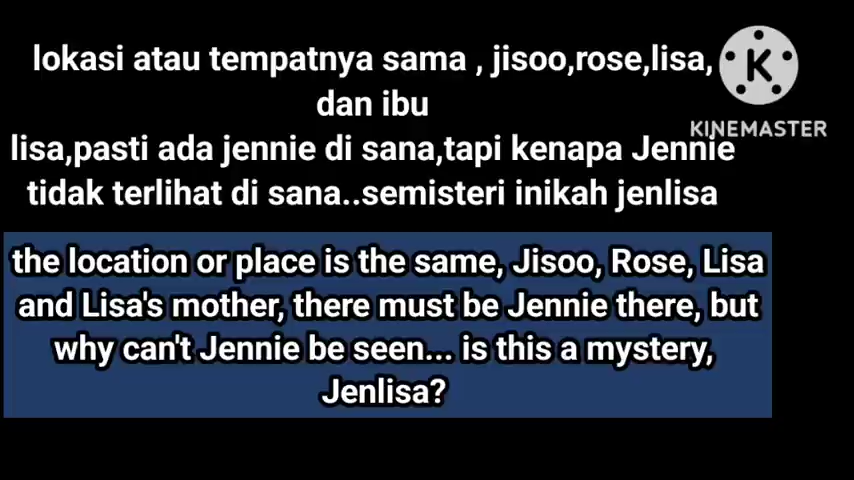 lokasi atau tempatnya sama , jisoo,rose,lisa,
dan ibu
lisa,pasti ada jennie di sana,tapi kenapa Jennie
tidak terlihat di sana..semisteri inikah jenlisa
K
KINEMASTER
the location or place is the same, Jisoo, Rose, Lisa
and Lisa's mother, there must be Jennie there, but
why can't Jennie be seen... is this a mystery,
Jenlisa?